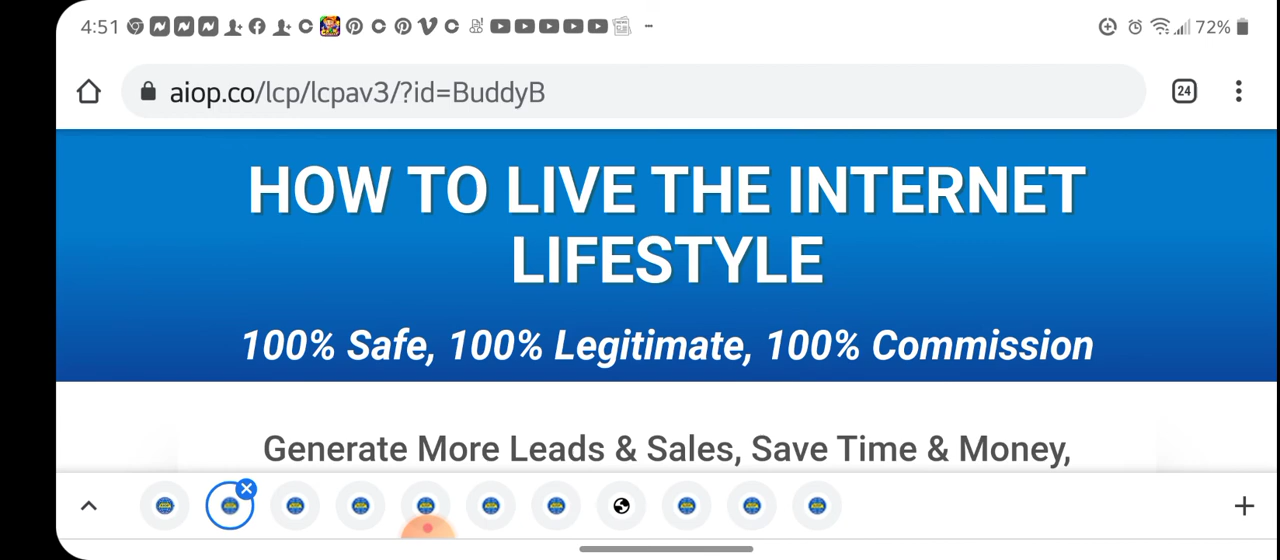 4:51
72%
aiop.co/lcp/lcpav3/?id=BuddyB
24
HOW TO LIVE THE INTERNET
LIFESTYLE
100% Safe, 100% Legitimate, 100% Commission
Generate More Leads & Sales, Save Time & Money,